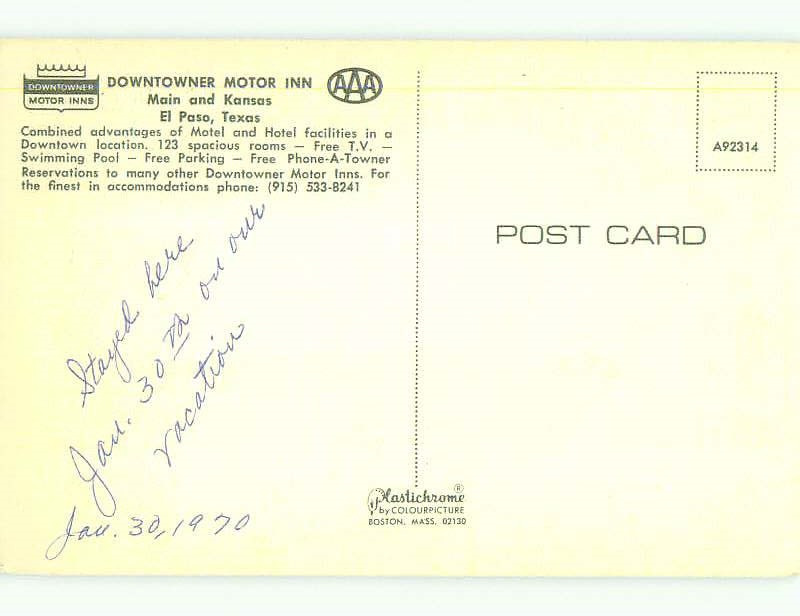 DOWNTOWNER
MOTOR INNS
DOWNTOWNER MOTOR INN
AAA
Main and Kansas
El Paso, Texas
Combined advantages of Motel and Hotel facilities in a
Downtown location. 123 spacious rooms — Free T.V. —
Swimming Pool — Free Parking — Free Phone-A-Towner
Reservations to many other Downtowner Motor Inns. For
the finest in accommodations phone: (915) 533-8241
Stayed here
Jan. 30th on our
vacation
Jan. 30, 1970
A92314
POST CARD
Plastichrome ®
by COLOURPICTURE
BOSTON, MASS. 02130